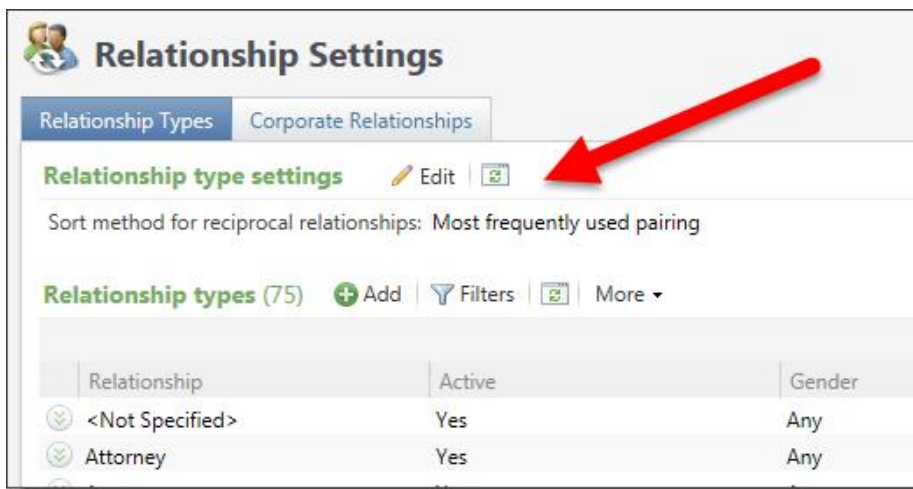 Relationship Settings
Relationship Types Corporate Relationships
Relationship type settings Edit
Sort method for reciprocal relationships: Most frequently used pairing
Relationship types (75) Add Filters More
Relationship Active Gender
<Not Specified> Yes Any
Attorney Yes Any